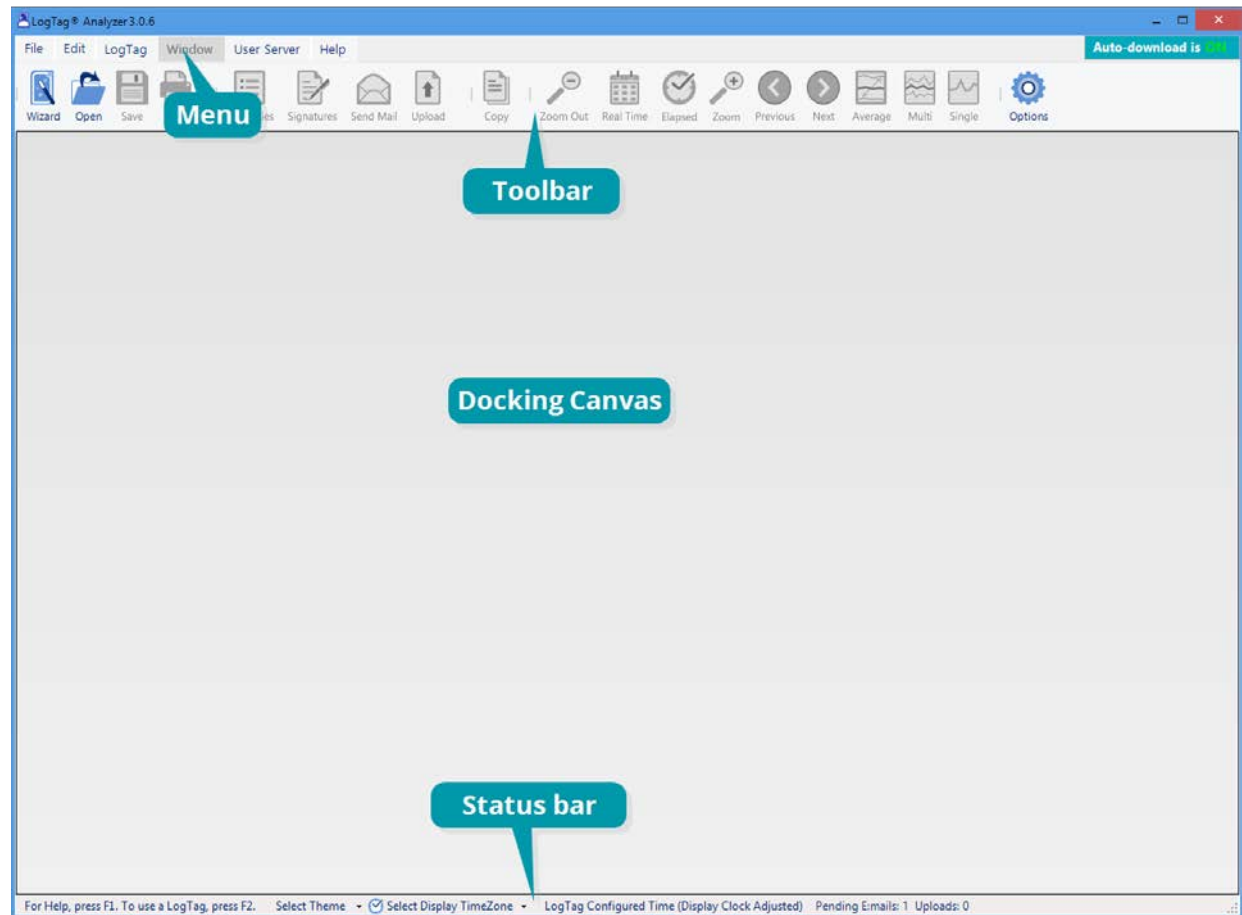 LogTag® Analyzer 3.0.6
File Edit LogTag Window User Server Help
Auto-download is ON
Wizard Open Save Signatures Send Mail Upload Copy Zoom Out Real Time Elapsed Zoom Previous Next Average Multi Single Options
Menu
Toolbar
Docking Canvas
Status bar
For Help, press F1. To use a LogTag, press F2. Select Theme Select Display TimeZone LogTag Configured Time (Display Clock Adjusted) Pending E:mails: 1 Uploads: 0